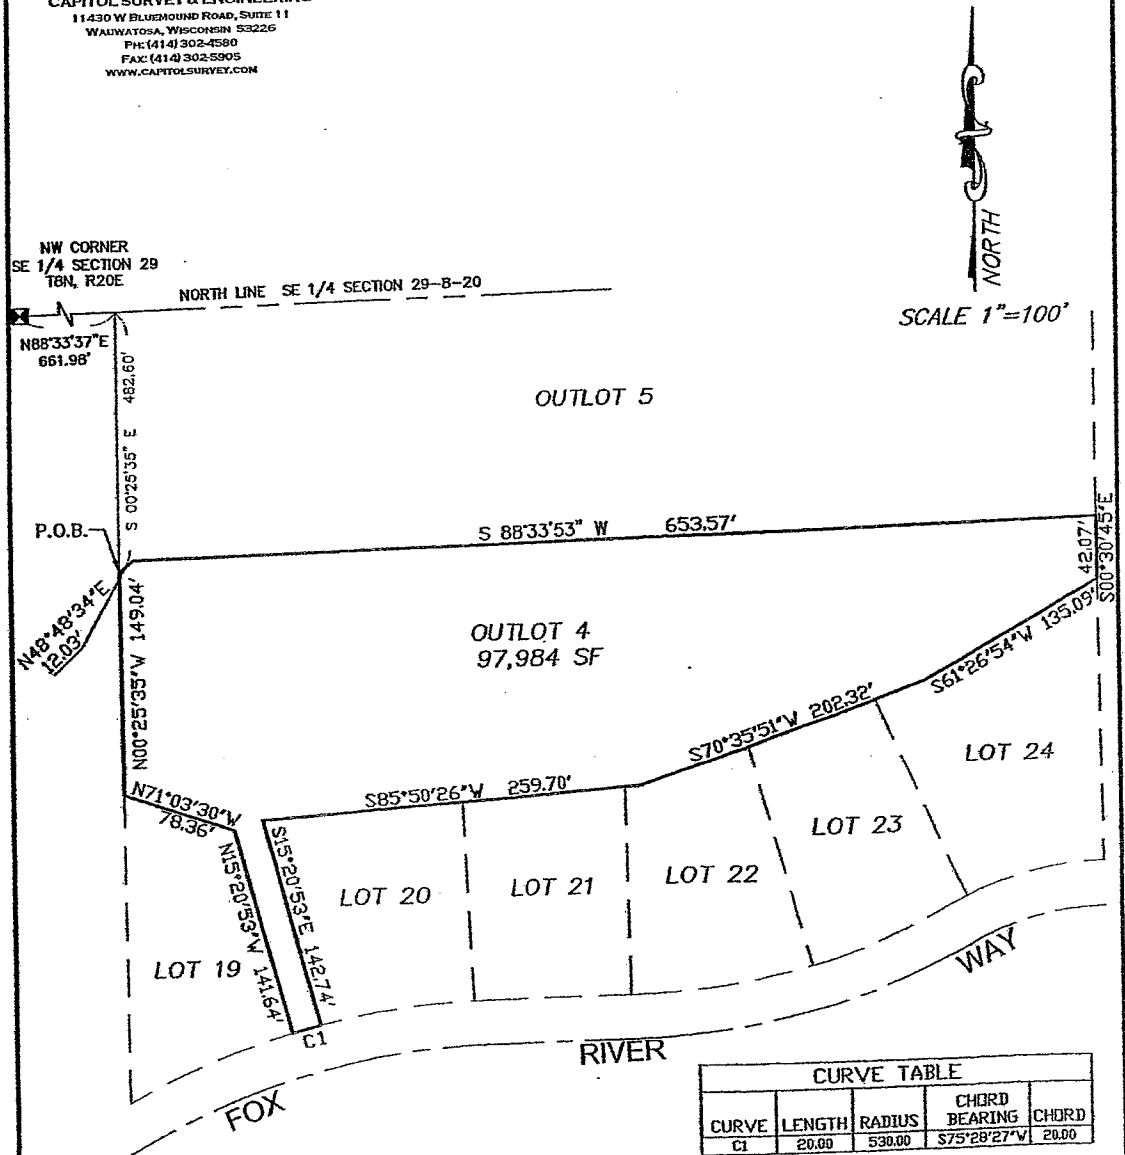 CAPITOL SURVEY & ENGINEERING
11430 W BLUEMOUND ROAD, SUITE 11
WAUWATOSA, WISCONSIN 53226
PH: (414) 302-4580
FAX: (414) 302-5905
WWW.CAPITOLSURVEY.COM
NORTH
SCALE 1"=100'
NW CORNER
SE 1/4 SECTION 29
T8N, R20E
NORTH LINE SE 1/4 SECTION 29-8-20
N88°33'37"E
661.98'
S 00°25'35" E 482.60'
OUTLOT 5
P.O.B.
S 88°33'53" W 653.57'
42.07'
S00°30'45"E
N48°48'34"E
12.03'
N00°25'35"W 149.04'
OUTLOT 4
97,984 SF
S61°26'54"W 135.09'
S70°35'51"W 202.32'
S85°50'26"W 259.70'
N71°03'30"W
78.36'
N15°20'53"W 141.64'
S15°20'53"E 142.74'
LOT 24
LOT 23
LOT 22
LOT 21
LOT 20
LOT 19
C1
FOX RIVER WAY
CURVE TABLE
CURVE LENGTH RADIUS CHORD BEARING CHORD
C1 20.00 530.00 S75°28'27"W 20.00